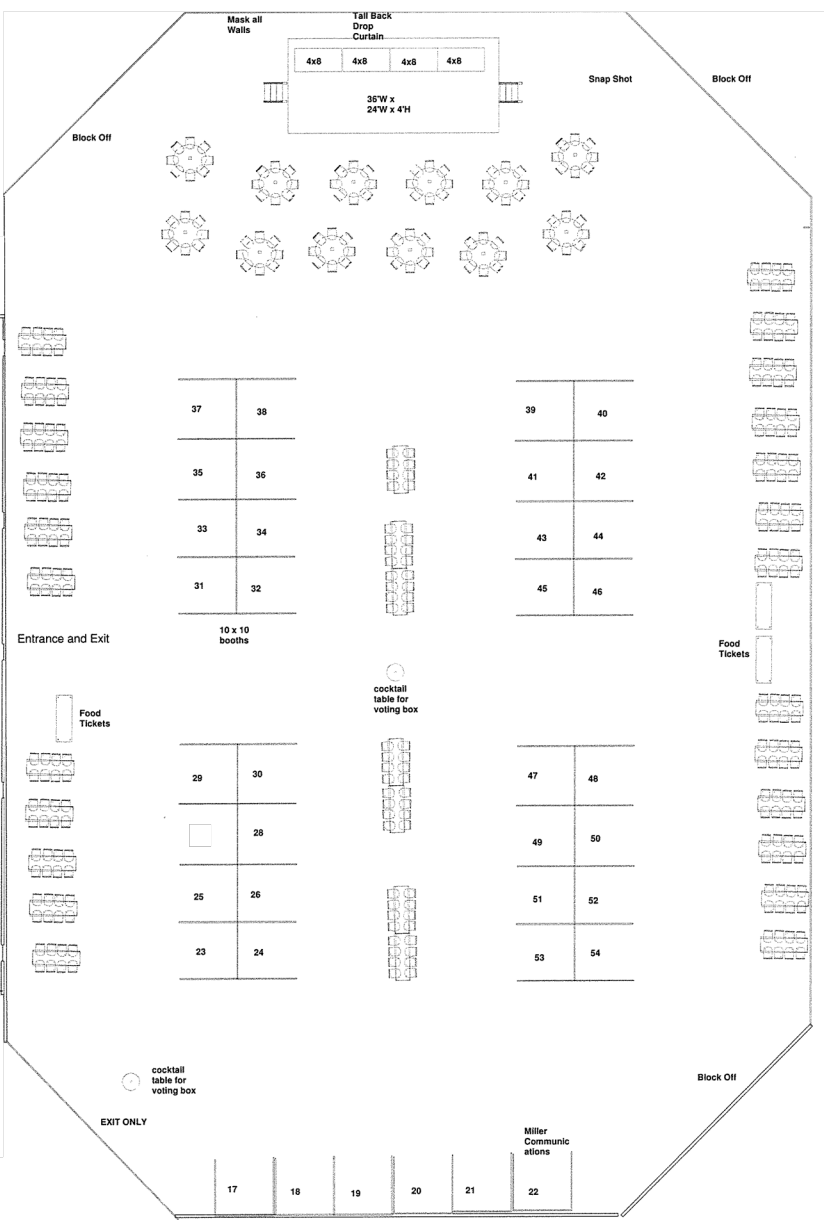 Mask all
Walls
Tall Back
Drop
Curtain
4x8
4x8
4x8
4x8
36'W x
24'W x 4'H
Snap Shot
Block Off
Block Off
37
38
39
40
35
36
41
42
33
34
43
44
31
32
45
46
10 x 10
booths
Entrance and Exit
Food
Tickets
cocktail
table for
voting box
Food
Tickets
29
30
47
48
28
49
50
25
26
51
52
23
24
53
54
cocktail
table for
voting box
Block Off
EXIT ONLY
Miller
Communic
ations
17
18
19
20
21
22